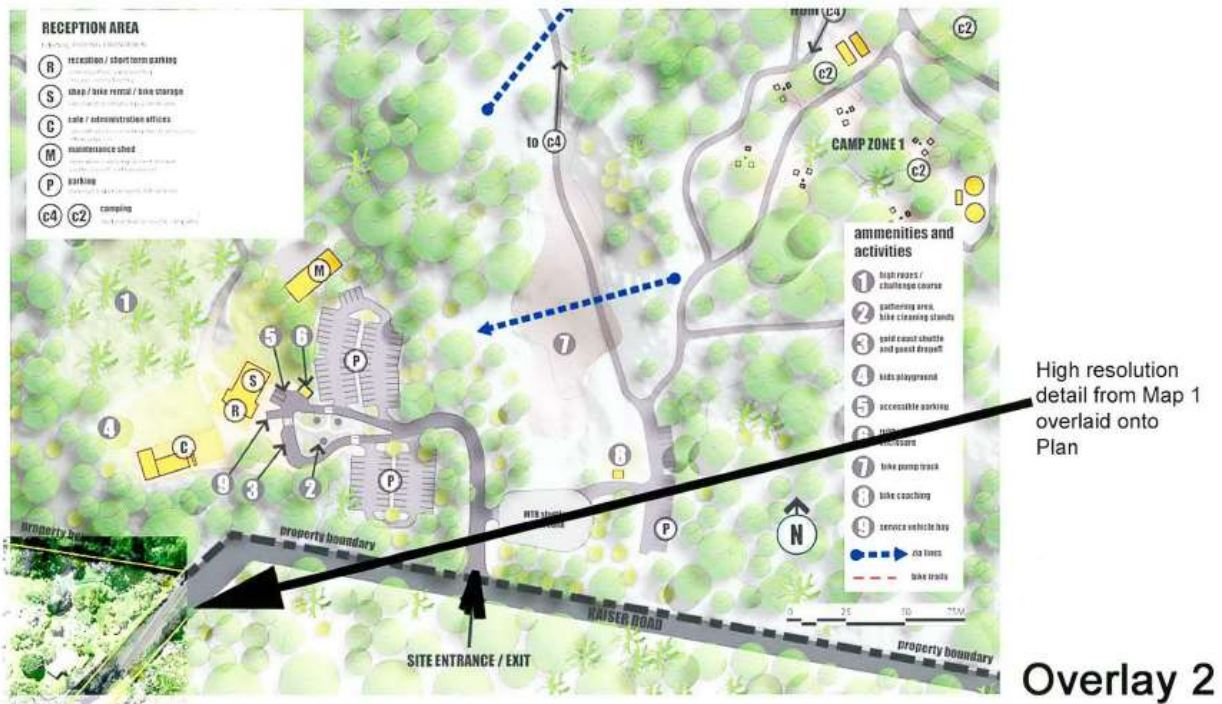 RECEPTION AREA
R
reception / short term parking
S
shop / bike rental / bike storage
C
cafe / administration offices
M
maintenance shed
P
parking
c4 c2
camping
c4
c2
c2
to c4
CAMP ZONE 1
c2
ammenities and
activities
1
high ropes /
challenge course
2
gathering area,
bike cleaning stands
3
gold coast shuttle
and guest dropoff
4
kids playground
5
accessible parking
7
bike pump track
8
bike coaching
9
service vehicle bay
zip lines
bike trails
1
M
5
6
P
7
S
R
4
C
9
3
2
P
8
P
N
property boundary
property boundary
KAISER ROAD
SITE ENTRANCE / EXIT
0 25 50 75M
property boundary
High resolution
detail from Map 1
overlaid onto
Plan
Overlay 2